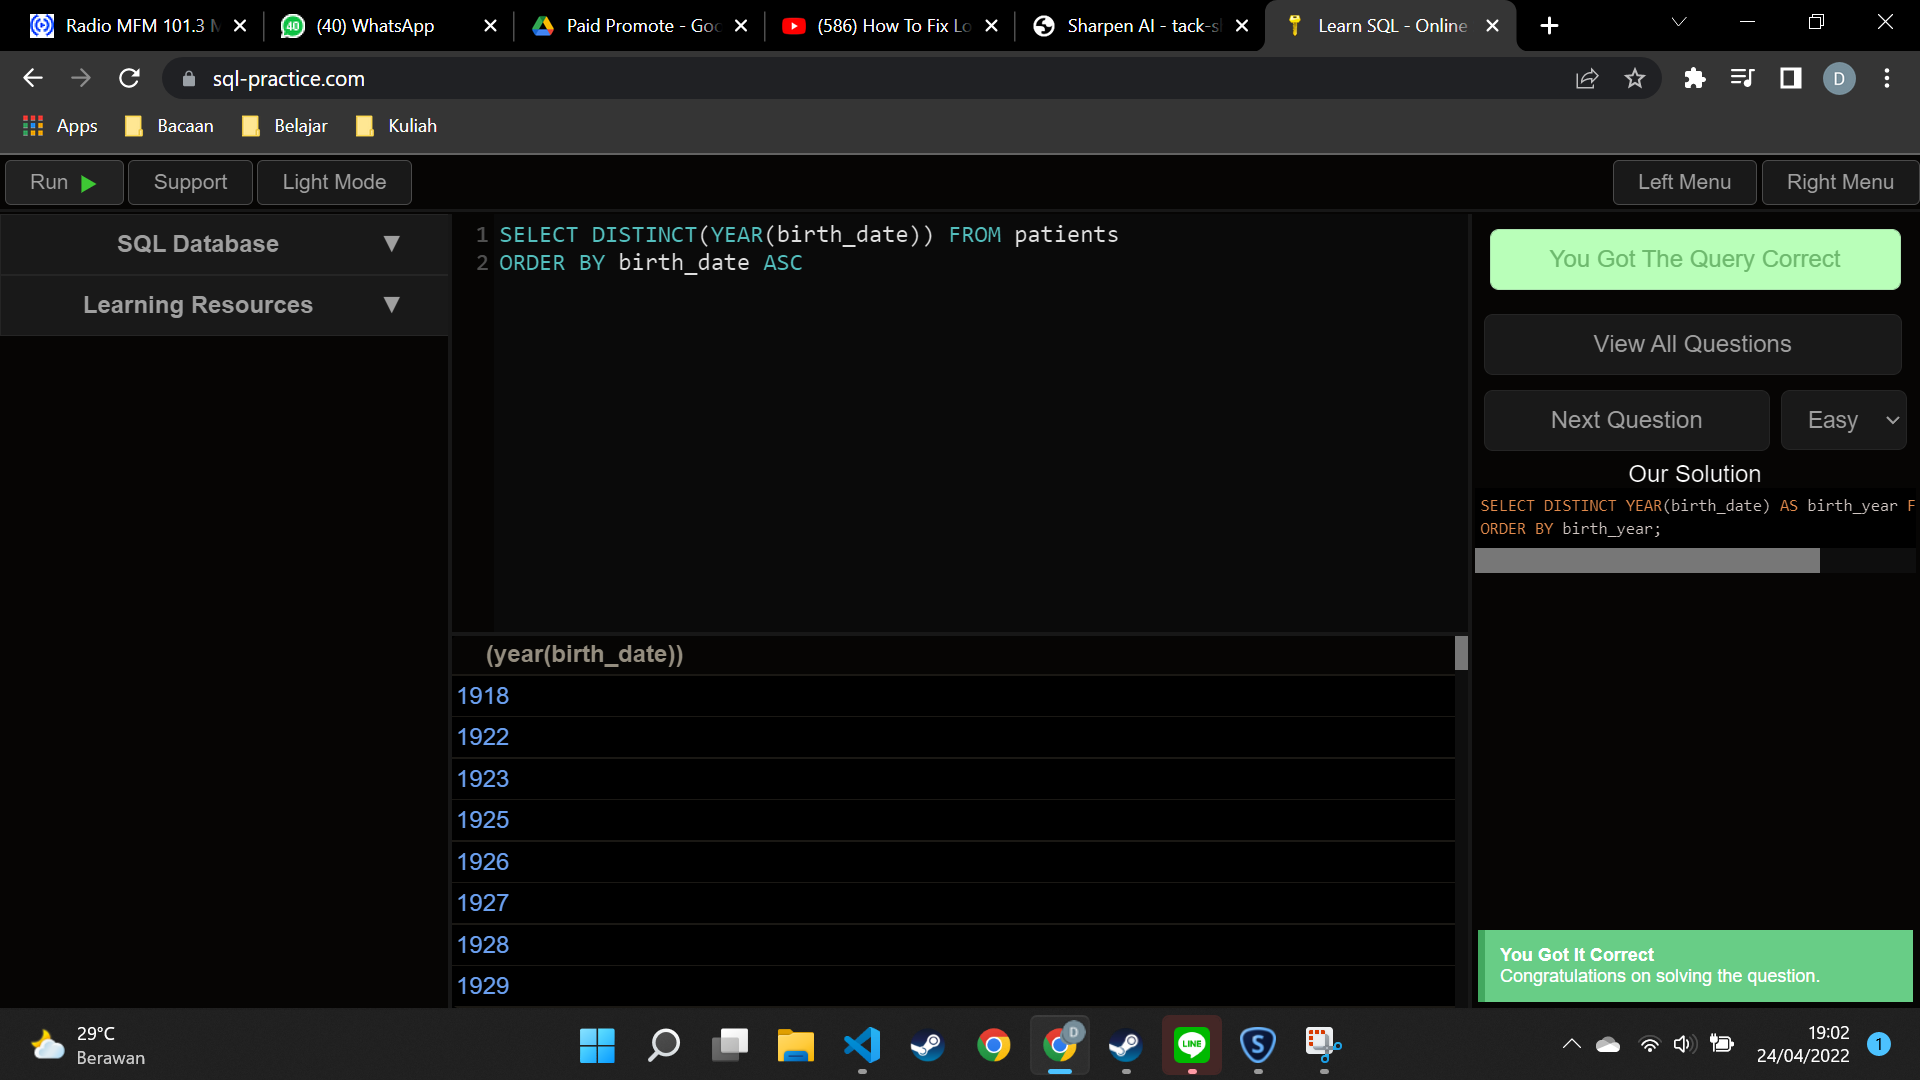 Radio MFM 101.3 M
(40) WhatsApp
Paid Promote - Goo
(586) How To Fix Lo
Sharpen AI - tack-sh
Learn SQL - Online
sql-practice.com
D
Apps
Bacaan
Belajar
Kuliah
Run
Support
Light Mode
Left Menu
Right Menu
SQL Database
Learning Resources
1 SELECT DISTINCT(YEAR(birth_date)) FROM patients
2 ORDER BY birth_date ASC
You Got The Query Correct
View All Questions
Next Question
Easy
Our Solution
SELECT DISTINCT YEAR(birth_date) AS birth_year F
ORDER BY birth_year;
(year(birth_date))
1918
1922
1923
1925
1926
1927
1928
1929
You Got It Correct
Congratulations on solving the question.
29°C
Berawan
D
LINE
19:02
24/04/2022
1